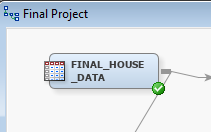 Final Project
FINAL_HOUSE
_DATA